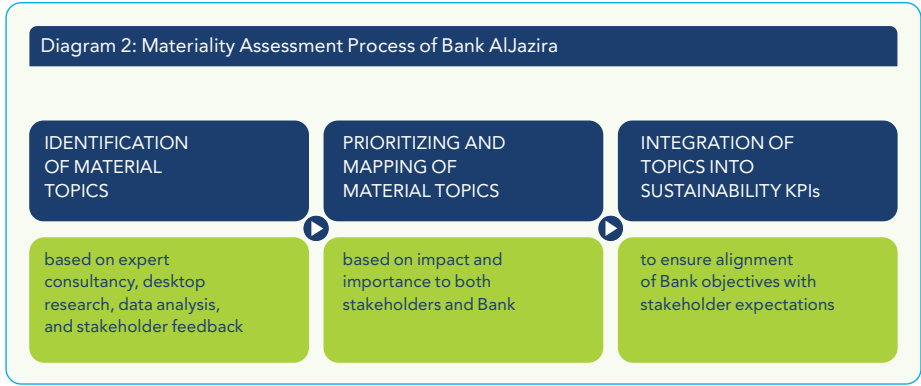 Diagram 2: Materiality Assessment Process of Bank AlJazira
IDENTIFICATION
OF MATERIAL
TOPICS
based on expert
consultancy, desktop
research, data analysis,
and stakeholder feedback
PRIORITIZING AND
MAPPING OF
MATERIAL TOPICS
based on impact and
importance to both
stakeholders and Bank
INTEGRATION OF
TOPICS INTO
SUSTAINABILITY KPIs
to ensure alignment
of Bank objectives with
stakeholder expectations